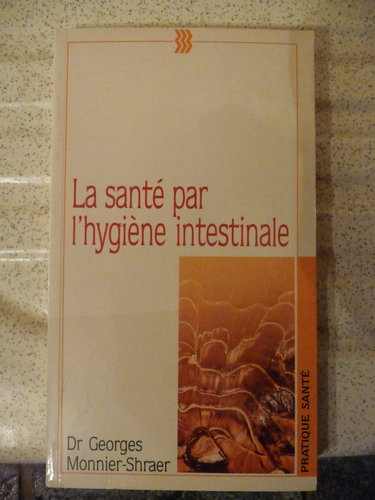 La santé par
l'hygiène intestinale
PRATIQUE SANTÉ
Dr Georges
Monnier-Shraer